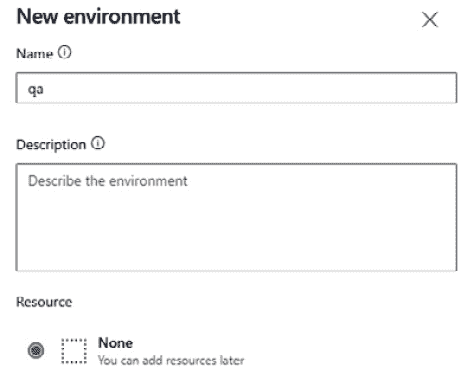 New environment
Name
qa
Description
Describe the environment
Resource
None
You can add resources later